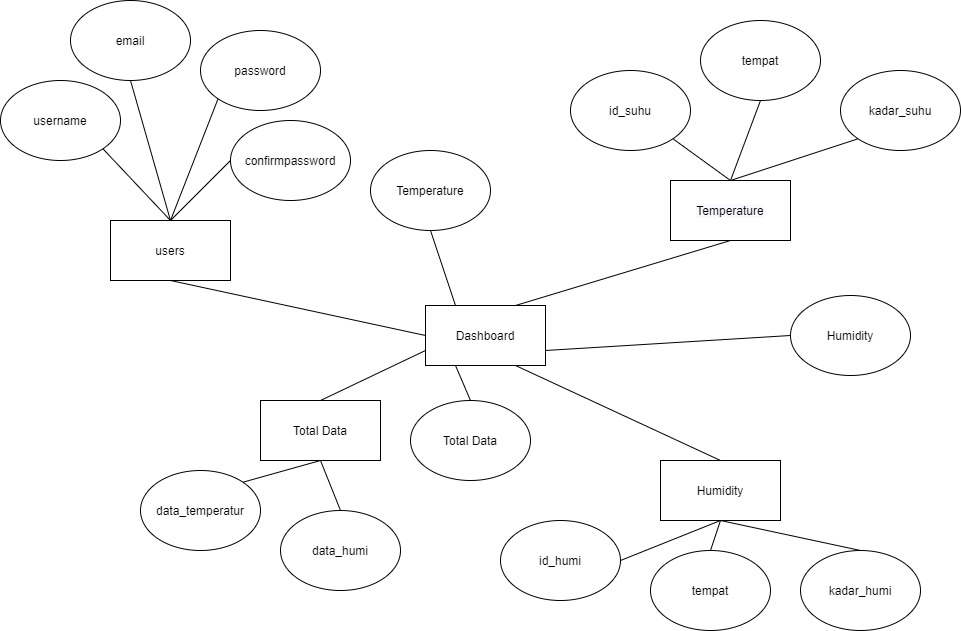 email
password
username
confirmpassword
users
tempat
id_suhu
kadar_suhu
Temperature
Temperature
Dashboard
Humidity
Total Data
Total Data
data_temperatur
data_humi
Humidity
id_humi
tempat
kadar_humi